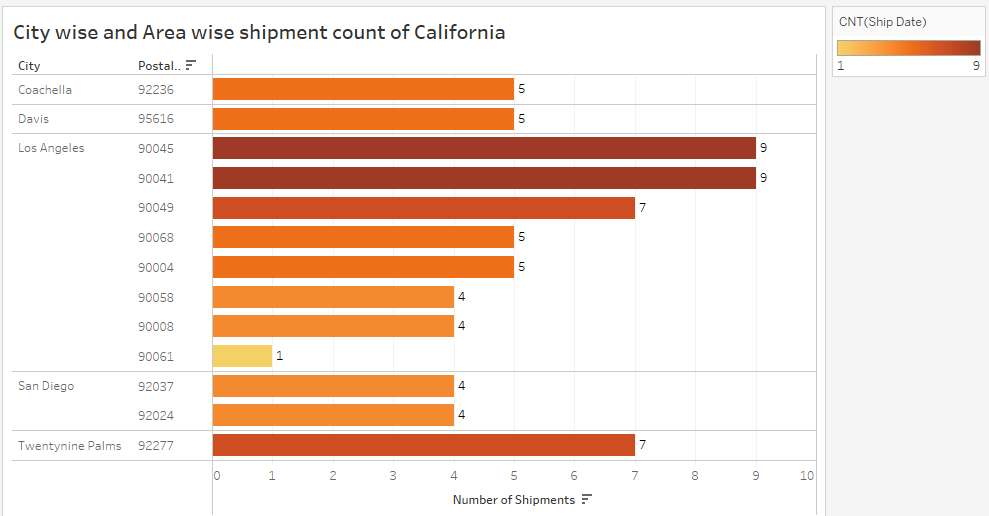 City wise and Area wise shipment count of California
City Postal..
Coachella 92236 5
Davis 95616 5
Los Angeles 90045 9
90041 9
90049 7
90068 5
90004 5
90058 4
90008 4
90061 1
San Diego 92037 4
92024 4
Twentynine Palms 92277 7
0 1 2 3 4 5 6 7 8 9 10
Number of Shipments
CNT(Ship Date)
1 9